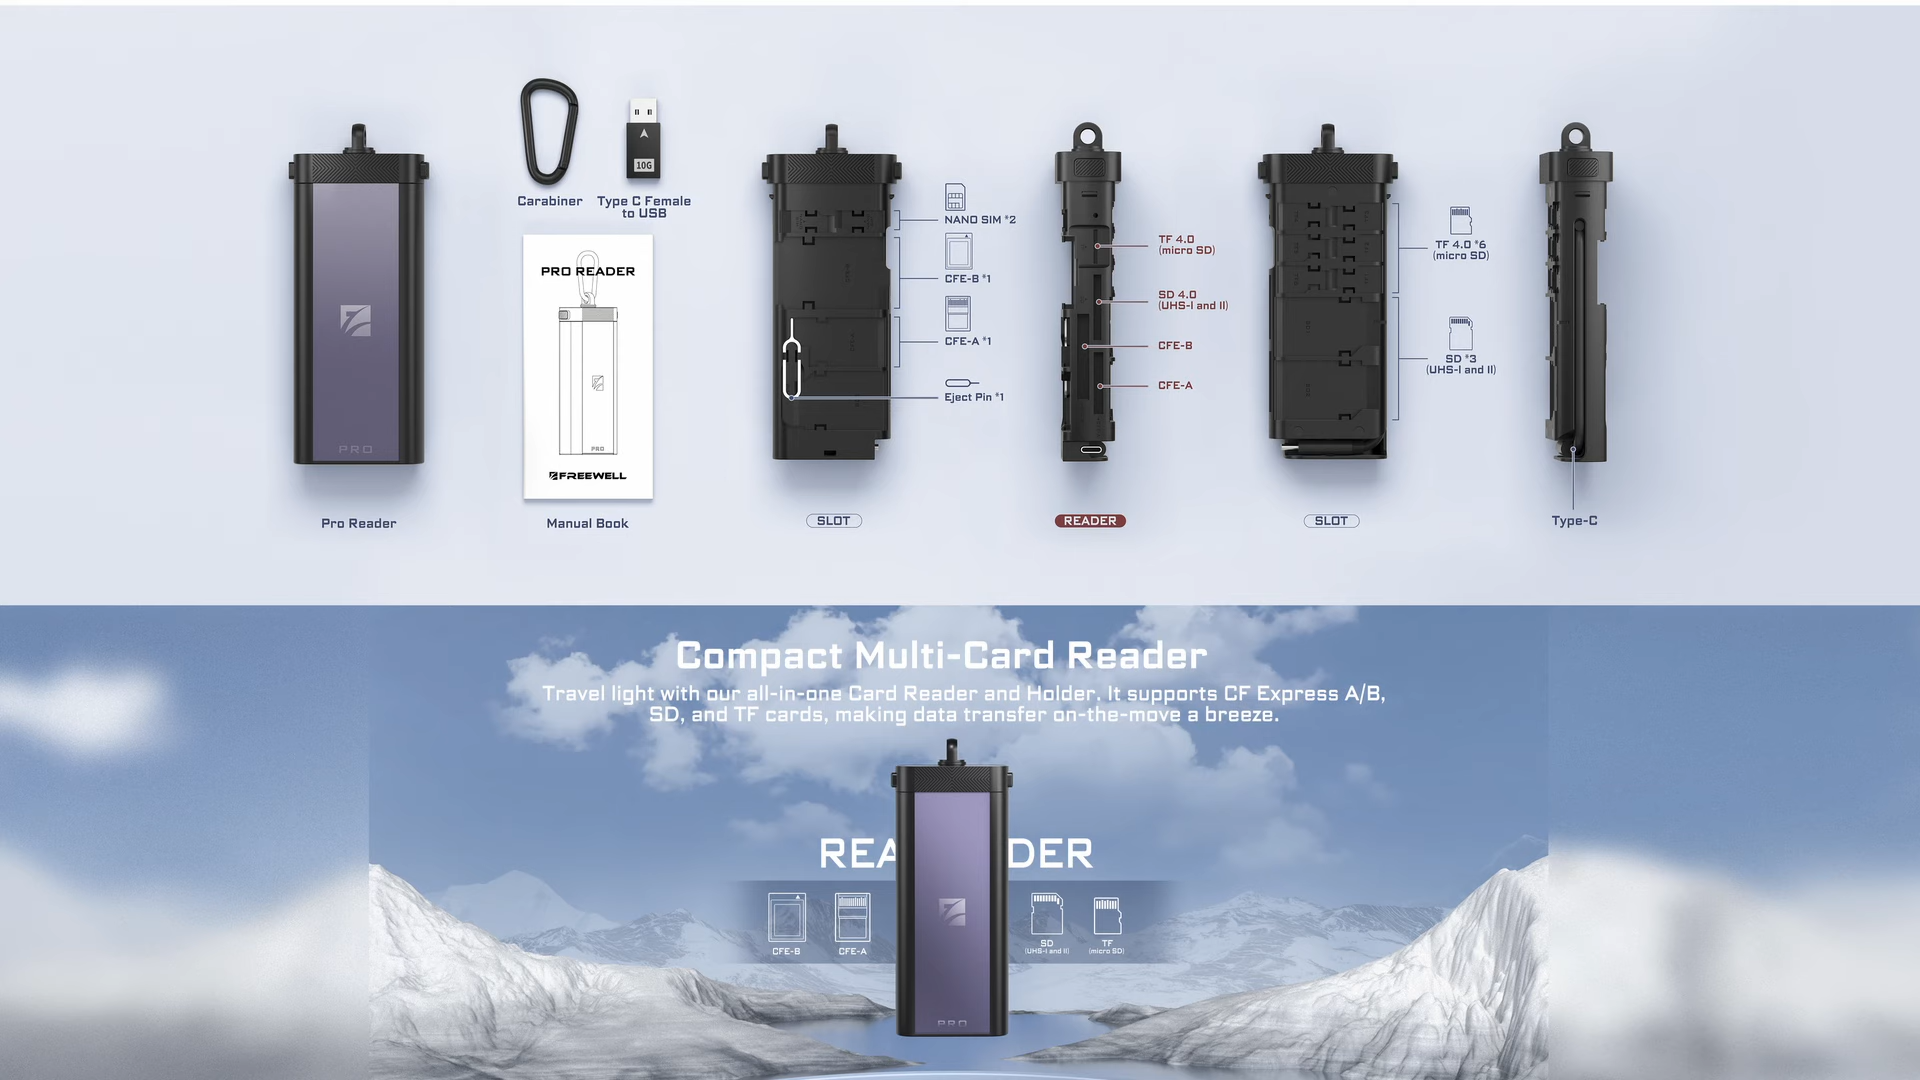 Carabiner
Type C Female
to USB
10G
PRO READER
PRO
FREEWELL
PRO
Pro Reader
Manual Book
NANO SIM *2
CFE-B *1
CFE-A *1
Eject Pin *1
SLOT
TF 4.0
(micro SD)
SD 4.0
(UHS-I and II)
CFE-B
CFE-A
READER
TF 4.0 *6
(micro SD)
SD *3
(UHS-I and II)
SLOT
Type-C
Compact Multi-Card Reader
Travel light with our all-in-one Card Reader and Holder. It supports CF Express A/B,
SD, and TF cards, making data transfer on-the-move a breeze.
REA DER
CFE-B
CFE-A
SD
(UHS-I and II)
TF
(micro SD)
PRO